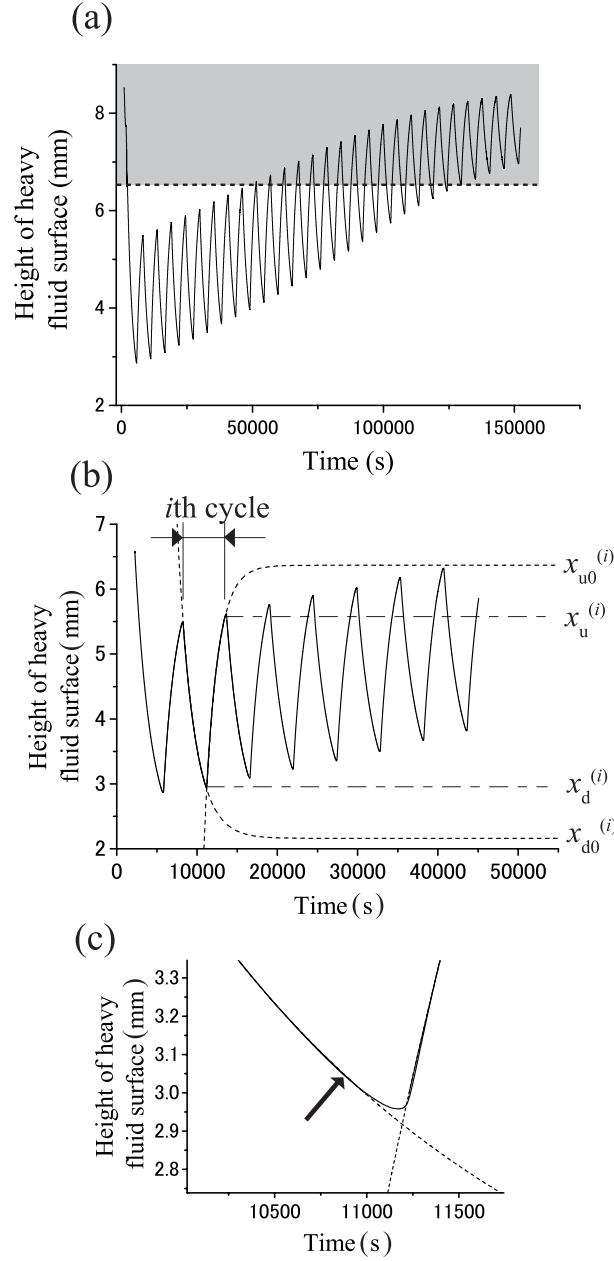 (a)
Height of heavy
fluid surface (mm)
8
6
4
2
0
50000
100000
150000
Time (s)
(b)
ith cycle
Height of heavy
fluid surface (mm)
7
6
5
4
3
2
0
10000
20000
30000
40000
50000
Time (s)
xu0(i)
xu(i)
xd(i)
xd0(i)
(c)
Height of heavy
fluid surface (mm)
3.3
3.2
3.1
3.0
2.9
2.8
10500
11000
11500
Time (s)